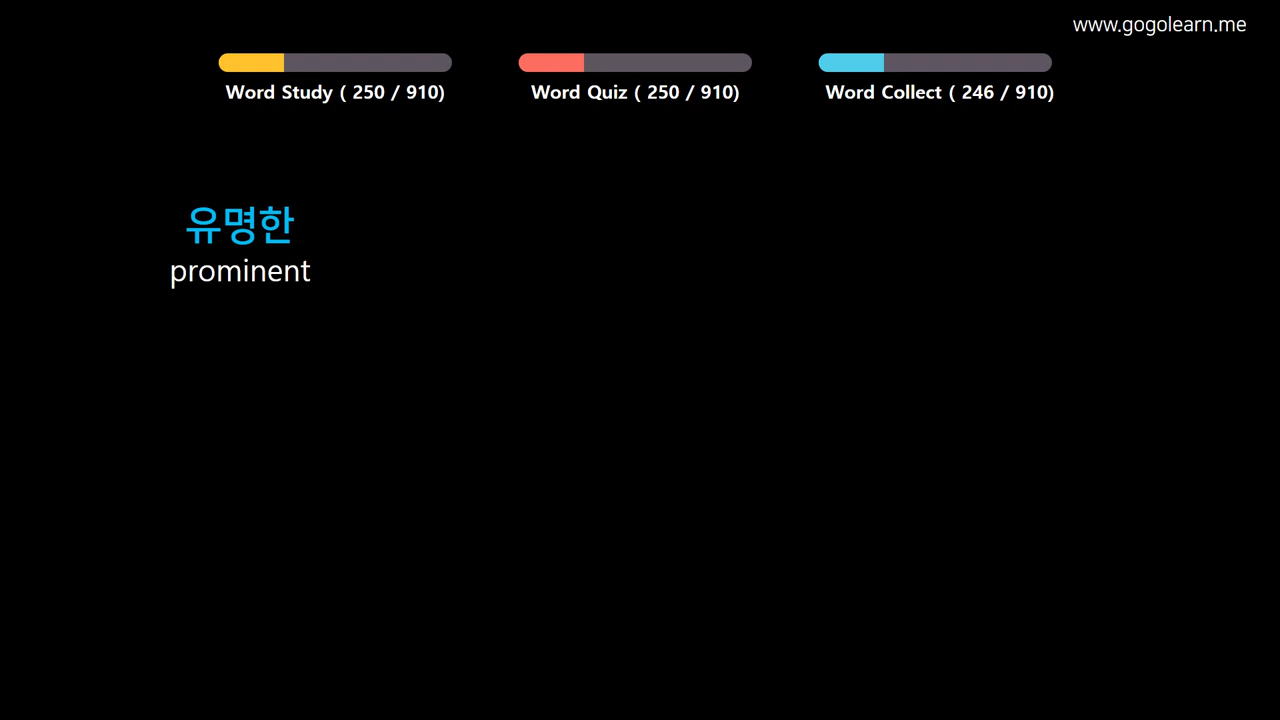 www.gogolearn.me
Word Study ( 250 / 910)
Word Quiz ( 250 / 910)
Word Collect ( 246 / 910)
유명한
prominent